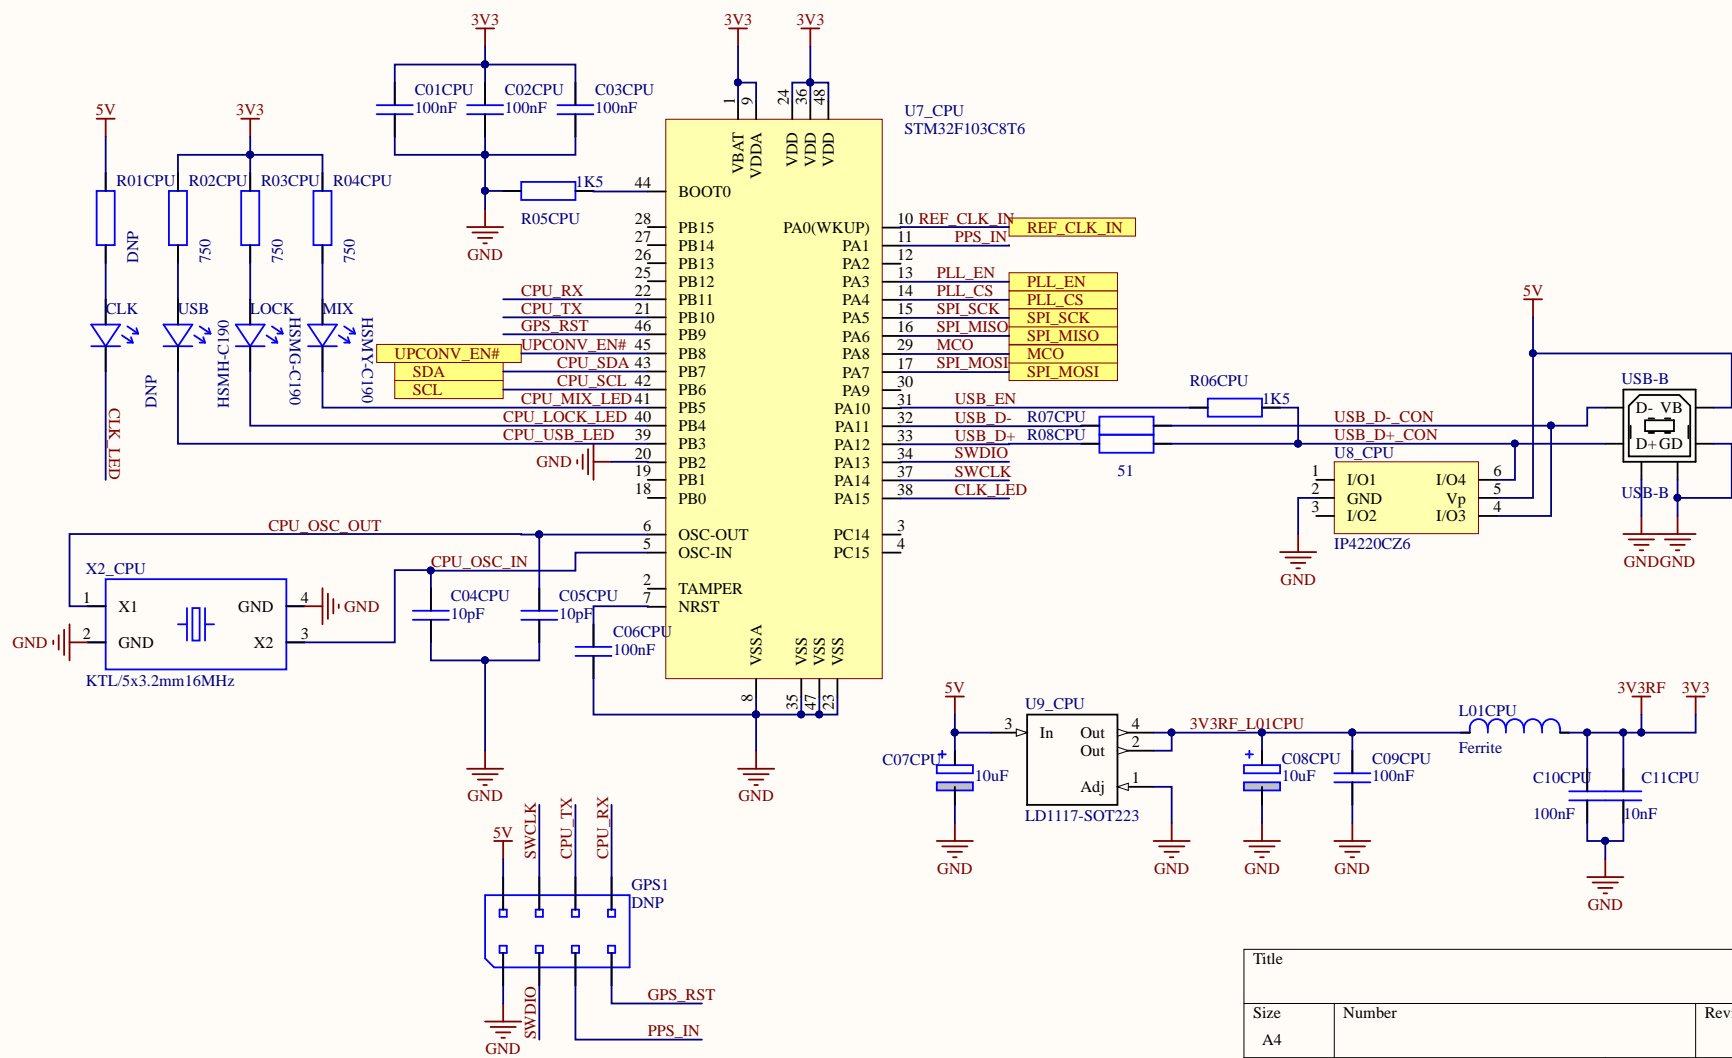 3V3
3V3
3V3
C01CPU
100nF
C02CPU
100nF
C03CPU
100nF
1
9
24
36
48
U7_CPU
STM32F103C8T6
5V
3V3
VBAT
VDDA
VDD
VDD
VDD
R01CPU
R02CPU
R03CPU
R04CPU
DNP
750
750
750
1K5
R05CPU
44
BOOT0
GND
28
PB15
27
PB14
26
PB13
25
PB12
CPU_RX
22
PB11
CPU_TX
21
PB10
GPS_RST
46
PB9
UPCONV_EN#
UPCONV_EN#
45
PB8
SDA
CPU_SDA
43
PB7
SCL
CPU_SCL
42
PB6
CPU_MIX_LED
41
PB5
CPU_LOCK_LED
40
PB4
CPU_USB_LED
39
PB3
GND
20
PB2
19
PB1
18
PB0
PA0(WKUP)
10
REF_CLK_IN
REF_CLK_IN
PA1
11
PPS_IN
PA2
12
PA3
13
PLL_EN
PLL_EN
PA4
14
PLL_CS
PLL_CS
PA5
15
SPI_SCK
SPI_SCK
PA6
16
SPI_MISO
SPI_MISO
PA8
29
MCO
MCO
PA7
17
SPI_MOSI
SPI_MOSI
PA9
30
PA10
31
USB_EN
PA11
32
USB_D-
PA12
33
USB_D+
PA13
34
SWDIO
PA14
37
SWCLK
PA15
38
CLK_LED
PC14
3
PC15
4
CLK
USB
LOCK
MIX
DNP
HSMH-C190
HSMG-C190
HSMY-C190
CLK_LED
R06CPU
1K5
R07CPU
R08CPU
51
USB_D-_CON
USB_D+_CON
5V
USB-B
D-
VB
D+
GD
USB-B
GND
GND
U8_CPU
1
I/O1
2
GND
3
I/O2
I/O4
6
Vp
5
I/O3
4
IP4220CZ6
GND
CPU_OSC_OUT
6
OSC-OUT
5
OSC-IN
CPU_OSC_IN
2
TAMPER
7
NRST
X2_CPU
1
X1
GND
4
GND
GND
2
GND
X2
3
KTL/5x3.2mm16MHz
C04CPU
10pF
C05CPU
10pF
C06CPU
100nF
VSSA
VSS
VSS
VSS
8
35
47
23
GND
GND
5V
C07CPU
+
10uF
GND
U9_CPU
3
In
Out
4
Out
2
Adj
1
LD1117-SOT223
GND
3V3RF_L01CPU
+
C08CPU
10uF
GND
C09CPU
100nF
GND
L01CPU
Ferrite
3V3RF
3V3
C10CPU
100nF
C11CPU
10nF
GND
5V
SWCLK
CPU_TX
CPU_RX
GPS1
DNP
GND
SWDIO
GPS_RST
PPS_IN
Title
Size
Number
Rev
A4